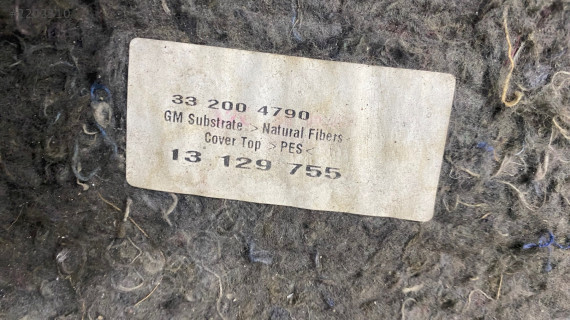 33 200 4790
GM Substrate > Natural Fibers <
Cover Top > PES <
13 129 755